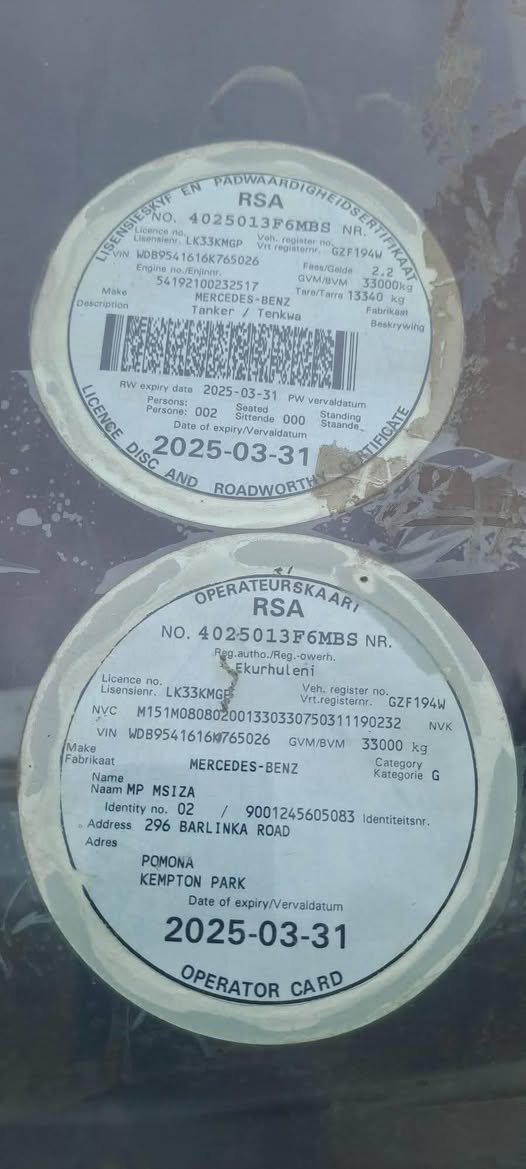 LISENSIESKYF EN PADWAARDIGHEIDSERTIFIKAAT
RSA
NO. 4025013F6MBS NR.
Licence no. Veh. register no.
Lisensienr. LK33KMGP Vrt registernr. GZF194W
VIN WDB9541616K765026 Fees/Gelde 2.2
Engine no./Enjinnr. GVM/BVM 33000kg
54192100232517 Tare/Tarra 13340 kg
Make MERCEDES-BENZ Fabrikaat
Description Tanker / Tenkwa Beskrywing
RW expiry date 2025-03-31 PW vervaldatum
Persons: Seated Standing
Persone: 002 Sittende 000 Staande
Date of expiry/Vervaldatum
2025-03-31
LICENCE DISC AND ROADWORTHY CERTIFICATE
OPERATEURSKAART
RSA
NO. 4025013F6MBS NR.
Reg.autho./Reg.-owerh.
Ekurhuleni
Licence no. Veh. register no.
Lisensienr. LK33KMGP Vrt.registernr. GZF194W
NVC M151M080802001330330750311190232 NVK
VIN WDB9541616K765026 GVM/BVM 33000 kg
Make Category
Fabrikaat MERCEDES-BENZ Kategorie G
Name
Naam MP MSIZA
Identity no. 02 / 9001245605083 Identiteitsnr.
Address 296 BARLINKA ROAD
Adres
POMONA
KEMPTON PARK
Date of expiry/Vervaldatum
2025-03-31
OPERATOR CARD